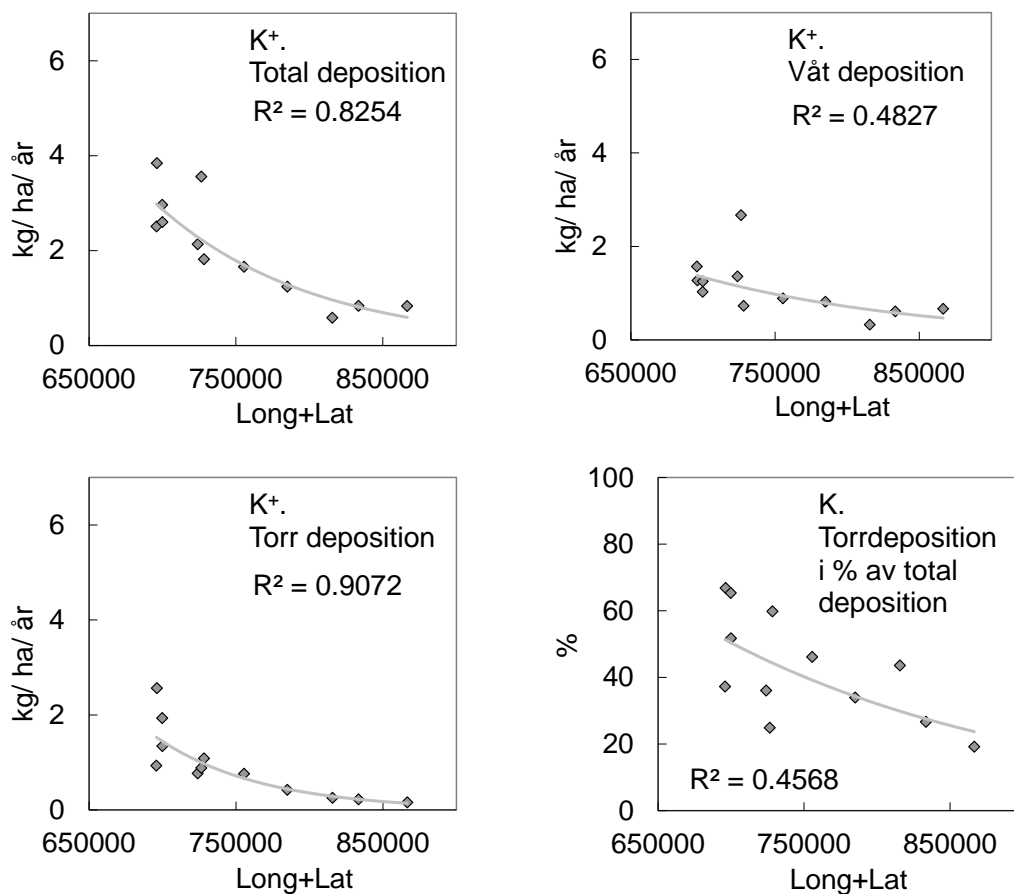 K⁺.
Total deposition
R² = 0.8254
kg/ ha/ år
6
4
2
0
650000 750000 850000
Long+Lat
K⁺.
Våt deposition
R² = 0.4827
kg/ ha/ år
6
4
2
0
650000 750000 850000
Long+Lat
K⁺.
Torr deposition
R² = 0.9072
kg/ ha/ år
6
4
2
0
650000 750000 850000
Long+Lat
K.
Torrdeposition
i % av total
deposition
R² = 0.4568
%
100
80
60
40
20
0
650000 750000 850000
Long+Lat